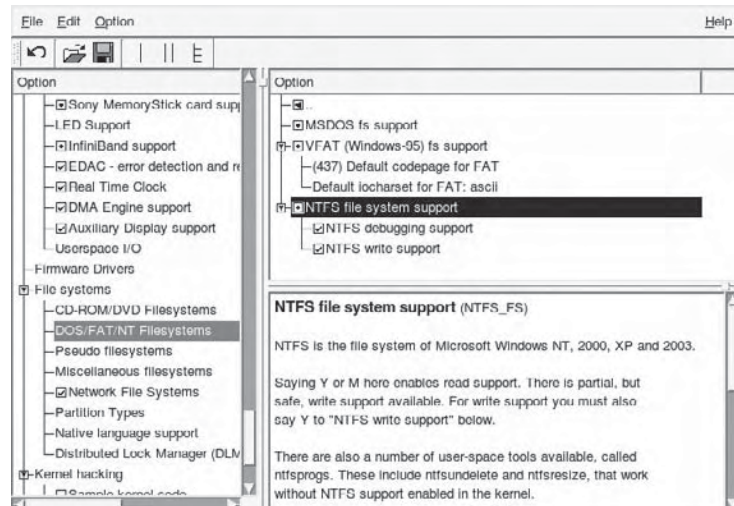 File Edit Option
Help
Option
Sony MemoryStick card supp
LED Support
InfiniBand support
EDAC - error detection and re
Real Time Clock
DMA Engine support
Auxiliary Display support
Userspace I/O
Firmware Drivers
File systems
CD-ROM/DVD Filesystems
DOS/FAT/NT Filesystems
Pseudo filesystems
Miscellaneous filesystems
Network File Systems
Partition Types
Native language support
Distributed Lock Manager (DLM
Kernel hacking
Sample kernel code
Option
..
MSDOS fs support
VFAT (Windows-95) fs support
(437) Default codepage for FAT
Default iocharset for FAT: ascii
NTFS file system support
NTFS debugging support
NTFS write support
NTFS file system support (NTFS_FS)
NTFS is the file system of Microsoft Windows NT, 2000, XP and 2003.
Saying Y or M here enables read support. There is partial, but
safe, write support available. For write support you must also
say Y to "NTFS write support" below.
There are also a number of user-space tools available, called
ntfsprogs. These include ntfsundelete and ntfsresize, that work
without NTFS support enabled in the kernel.